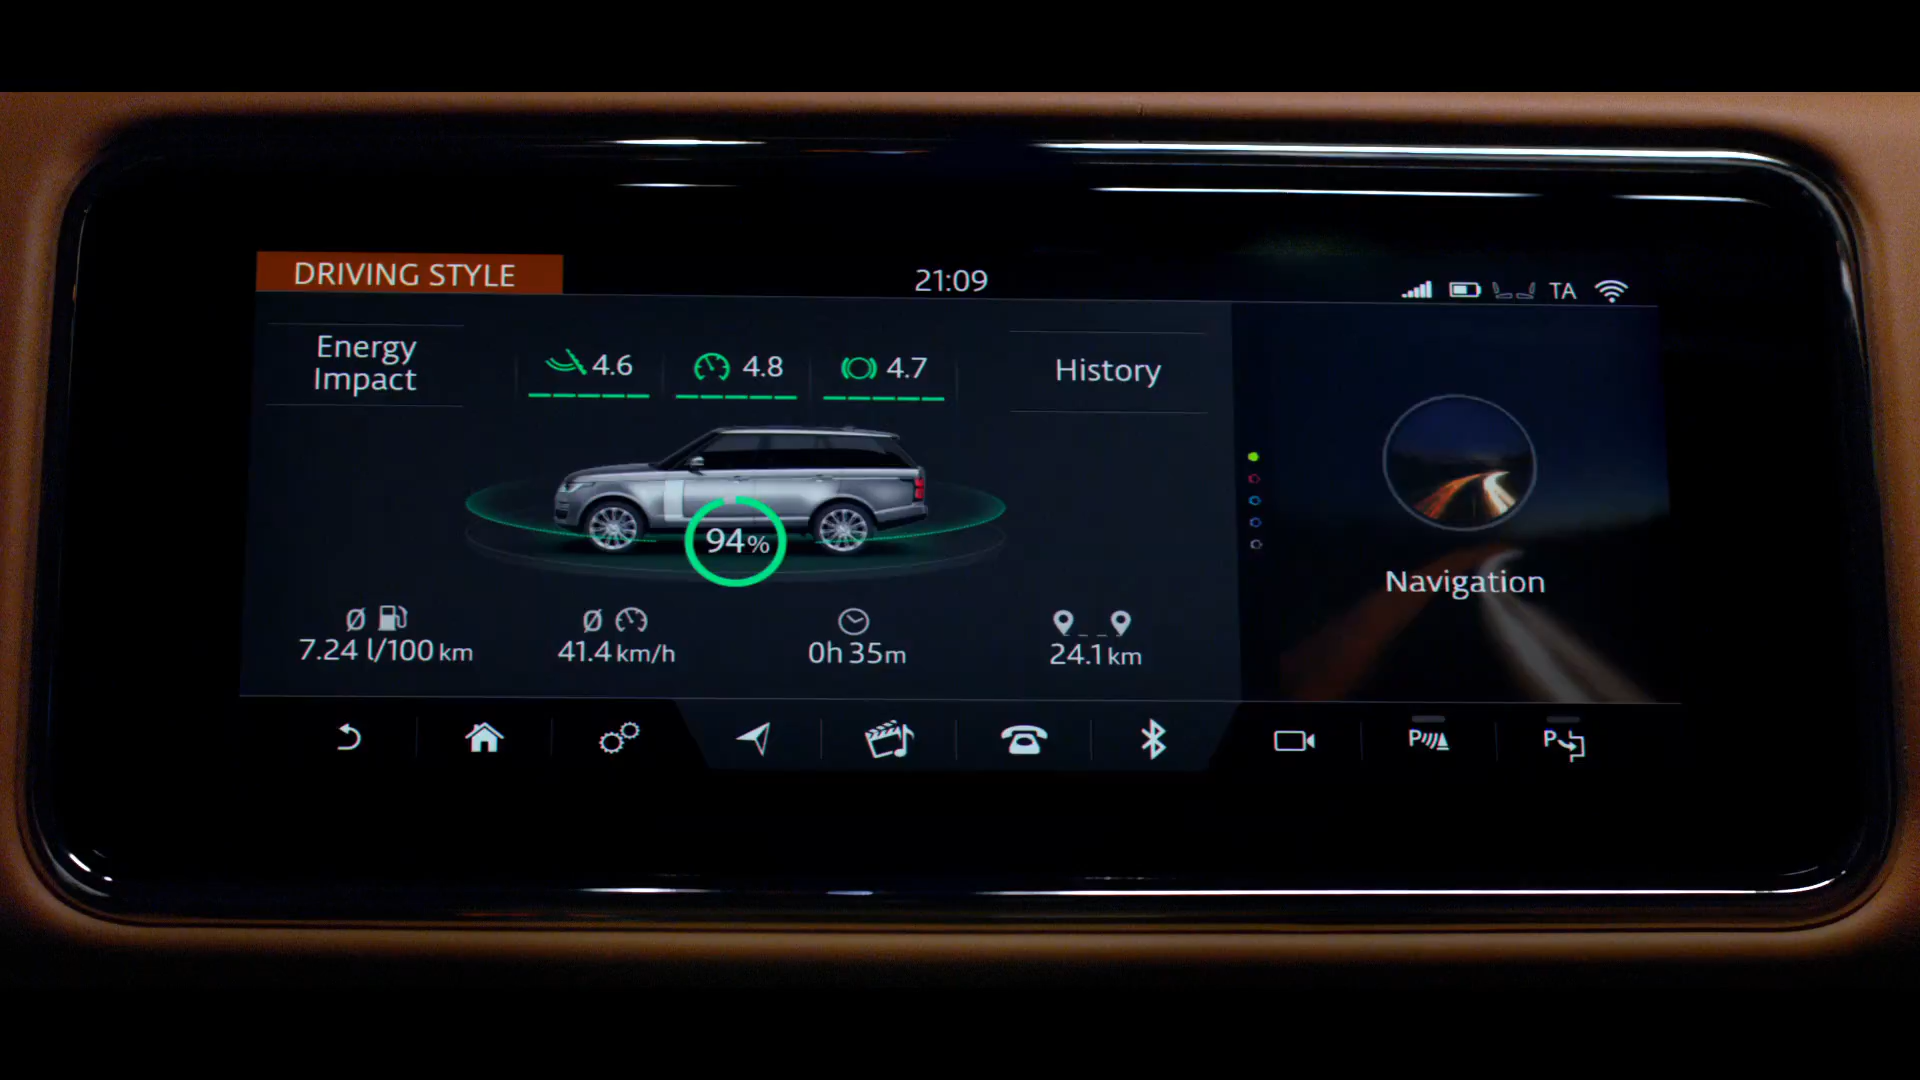 DRIVING STYLE
21:09
TA
Energy
Impact
4.6
4.8
4.7
History
94%
Navigation
Ø
7.24 l/100 km
Ø
41.4 km/h
0h 35m
24.1 km
P
P